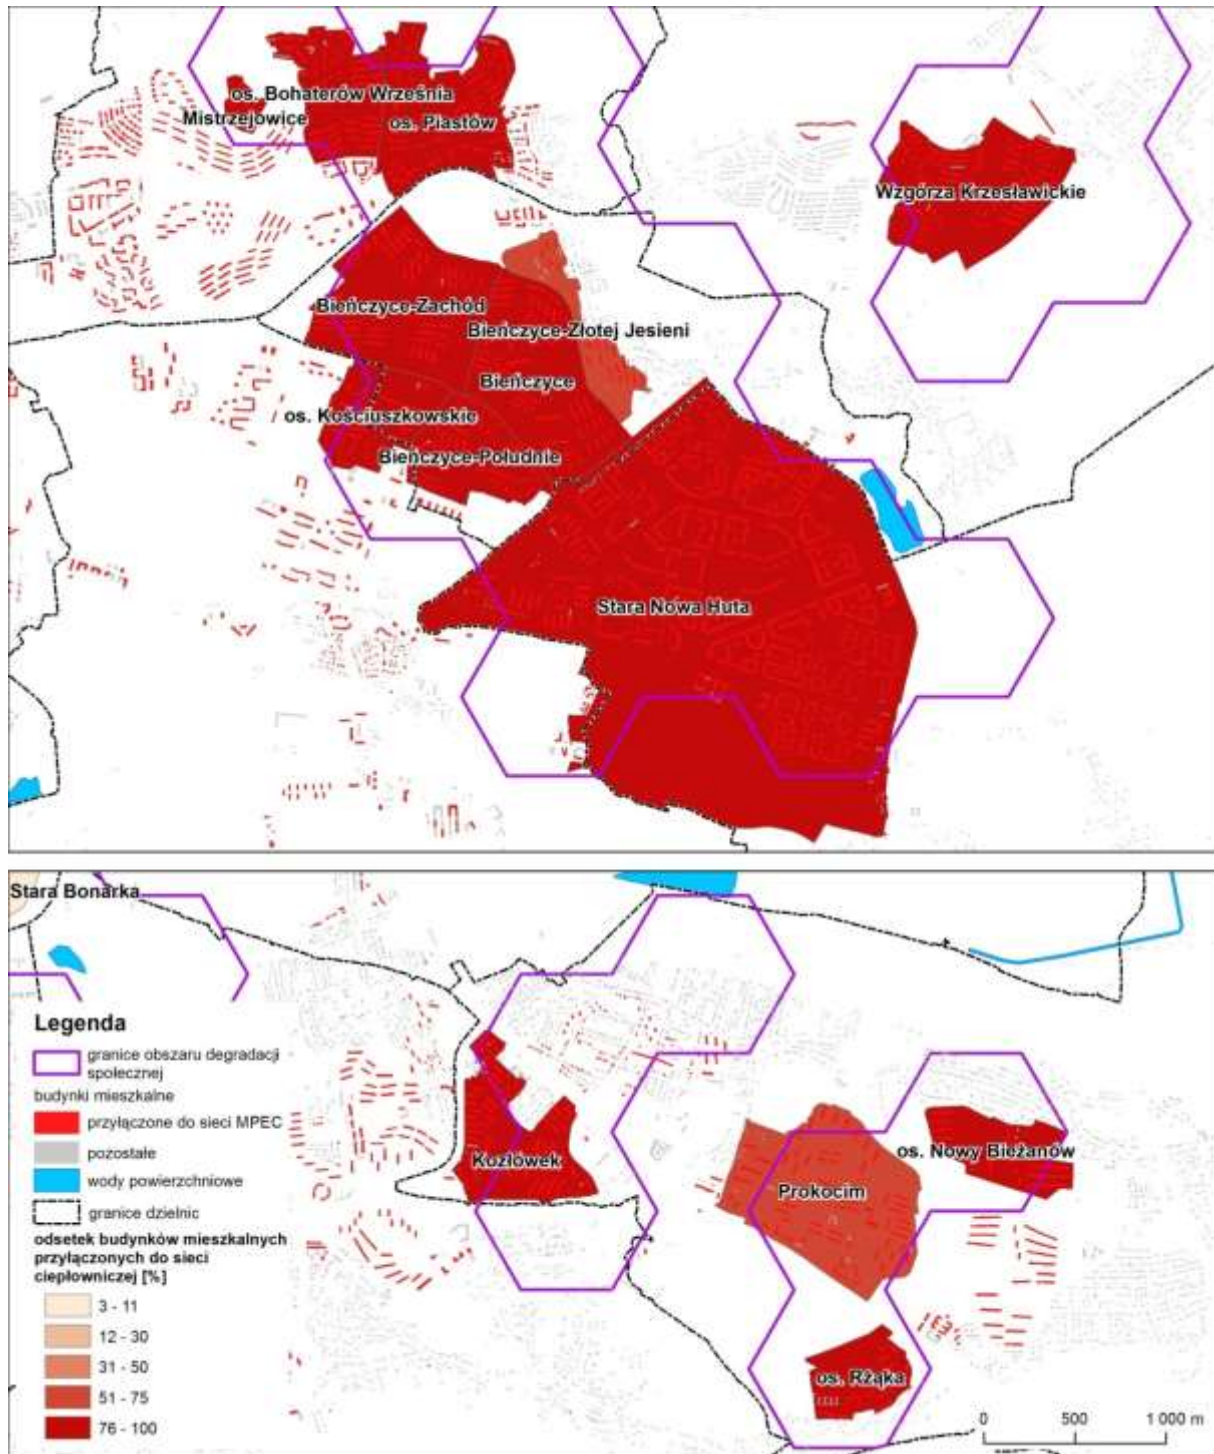 os. Bohaterów Września
Mistrzejowice
os. Piastów
Wzgórza Krzesławickie
Bieńczyce-Zachód
Bieńczyce-Złotej Jesieni
Bieńczyce
os. Kościuszkowskie
Bieńczyce-Południe
Stara Nowa Huta
Stara Bonarka
Legenda
granice obszaru degradacji
społecznej
budynki mieszkalne
przyłączone do sieci MPEC
pozostałe
wody powierzchniowe
granice dzielnic
odsetek budynków mieszkalnych
przyłączonych do sieci
ciepłowniczej [%]
3 - 11
12 - 30
31 - 50
51 - 75
76 - 100
Kozłówek
os. Nowy Bieżanów
Prokocim
os. Rżąka
0 500 1 000 m